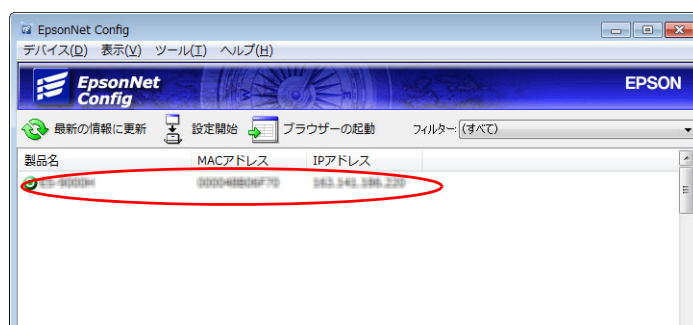 EpsonNet Config
デバイス(D) 表示(V) ツール(T) ヘルプ(H)
EpsonNet
Config
EPSON
最新の情報に更新 設定開始 ブラウザーの起動 フィルター: (すべて)
製品名 MACアドレス IPアドレス